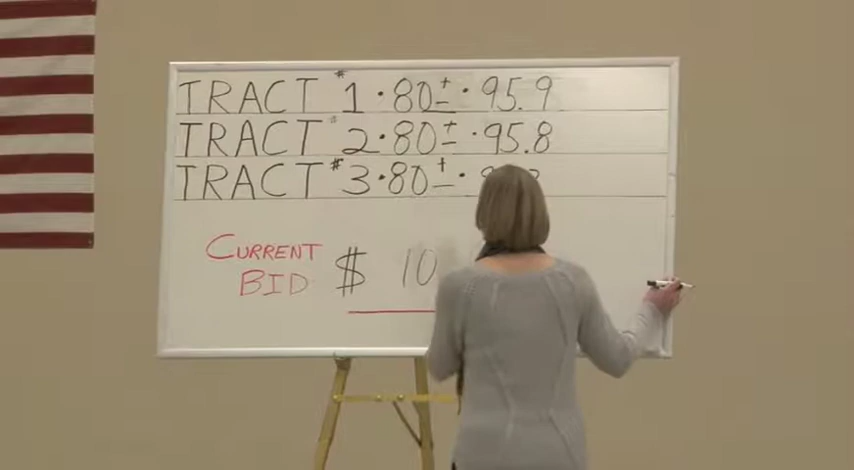 TRACT #1 • 80± • 95.9
TRACT #2 • 80± • 95.8
TRACT #3 • 80± •
CURRENT BID $ 10